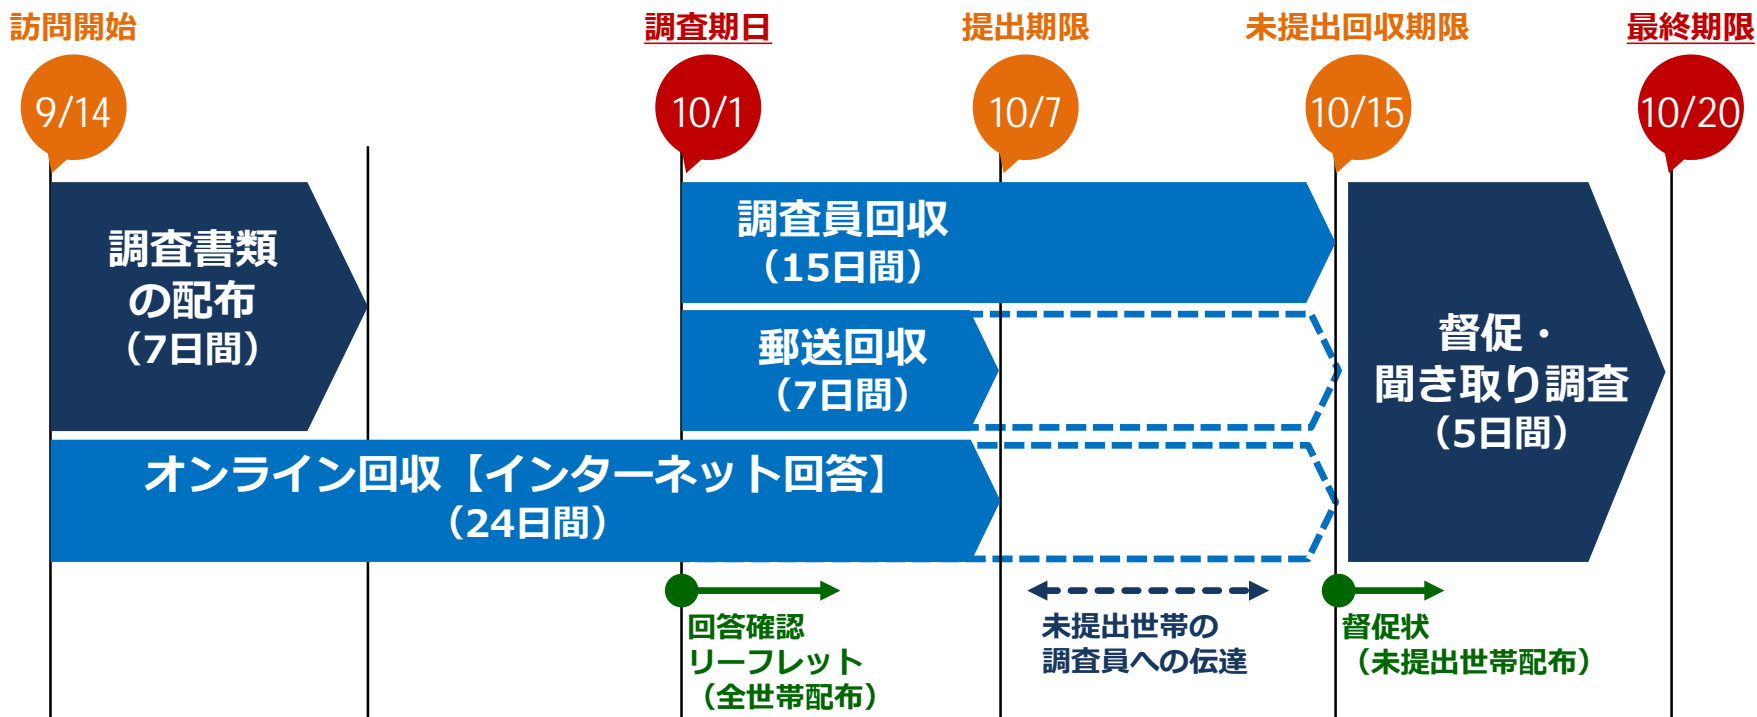 訪問開始
調査期日
提出期限
未提出回収期限
最終期限
9/14
10/1
10/7
10/15
10/20
調査書類
の配布
（7日間）
調査員回収
（15日間）
郵送回収
（7日間）
督促・
聞き取り調査
（5日間）
オンライン回収【インターネット回答】
（24日間）
回答確認
リーフレット
（全世帯配布）
未提出世帯の
調査員への伝達
督促状
（未提出世帯配布）